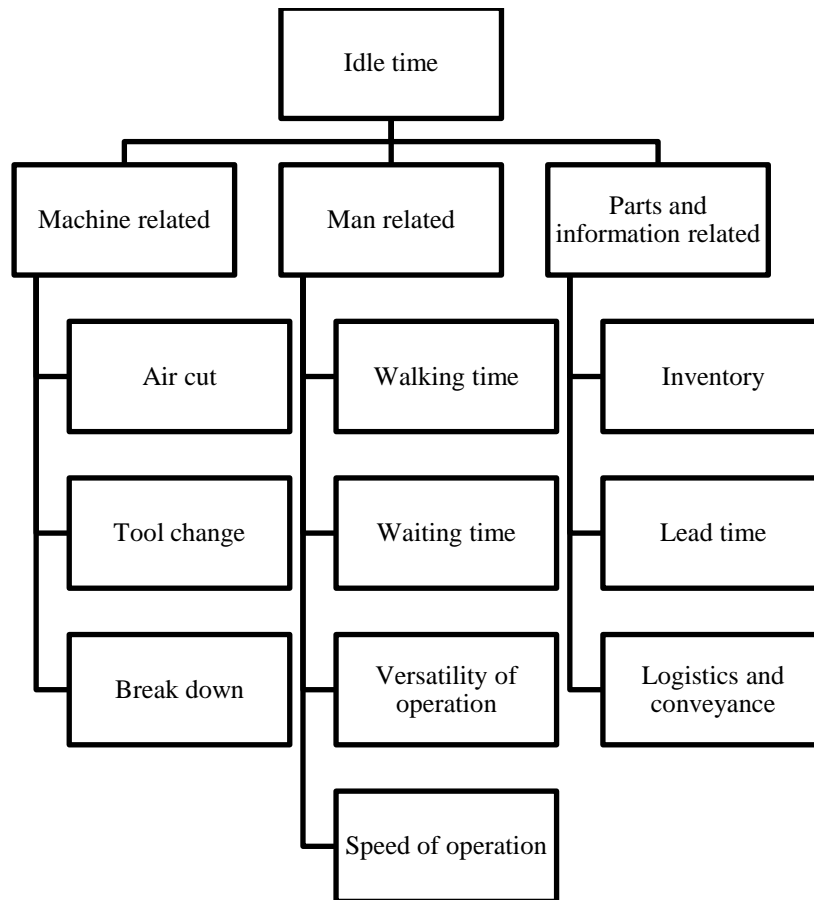 Idle time
Machine related
Man related
Parts and
information related
Air cut
Walking time
Inventory
Tool change
Waiting time
Lead time
Break down
Versatility of
operation
Logistics and
conveyance
Speed of operation